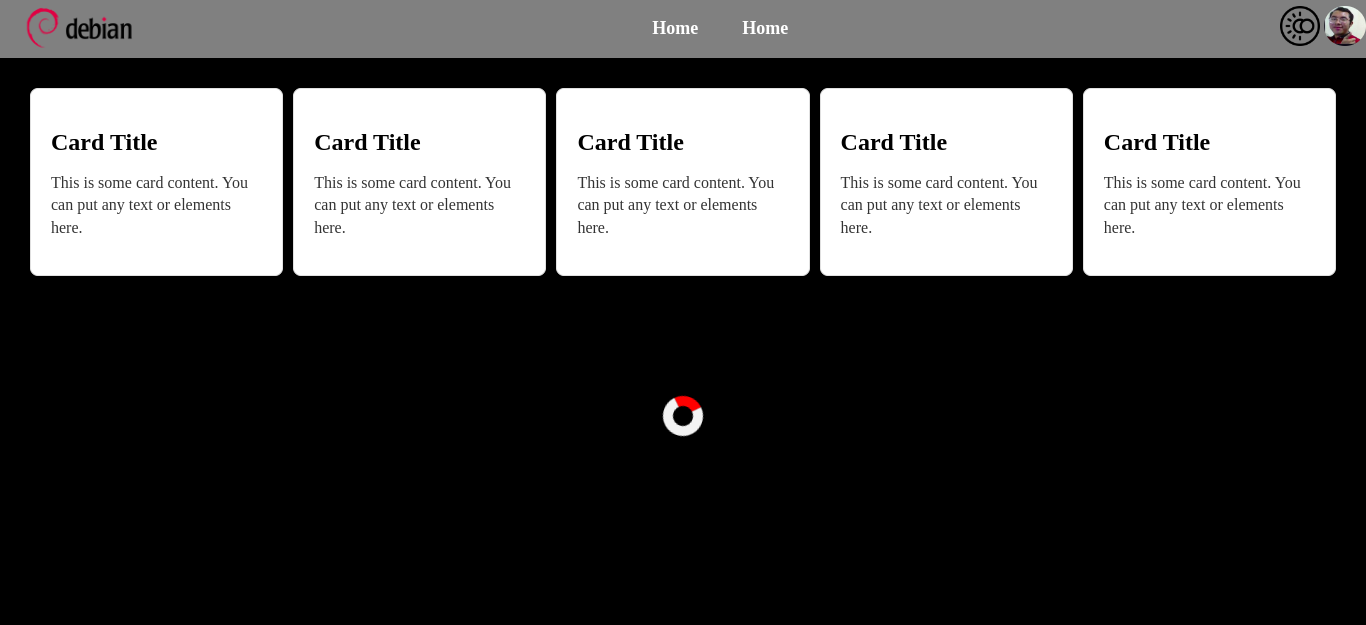 debian
Home
Home
Card Title
This is some card content. You
can put any text or elements
here.
Card Title
This is some card content. You
can put any text or elements
here.
Card Title
This is some card content. You
can put any text or elements
here.
Card Title
This is some card content. You
can put any text or elements
here.
Card Title
This is some card content. You
can put any text or elements
here.